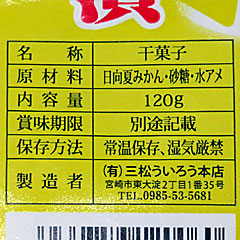 名称 干菓子
原材料 日向夏みかん・砂糖・水アメ
内容量 120g
賞味期限 別途記載
保存方法 常温保存、湿気厳禁
製造者 (有)三松ういろう本店
宮崎市東大淀2丁目1番35号
TEL.0985-53-5681